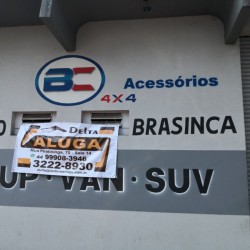 BC Acessórios
4X4
O
BRASINCA
DELTA
ALUGA
99908-3946
3222-8930
UP·VAN·SUV